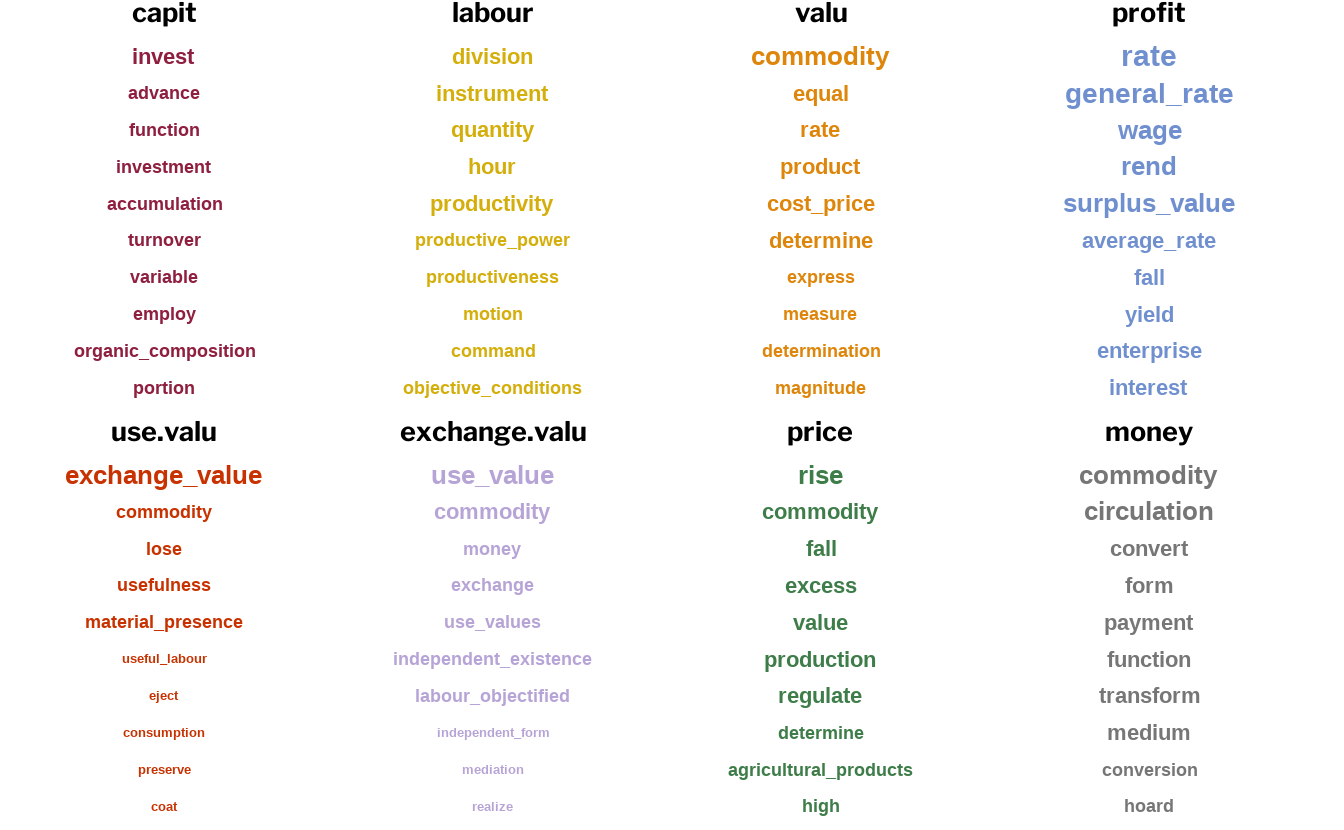 capit labour valu profit
invest division commodity rate
advance instrument equal general_rate
function quantity rate wage
investment hour product rend
accumulation productivity cost_price surplus_value
turnover productive_power determine average_rate
variable productiveness express fall
employ motion measure yield
organic_composition command determination enterprise
portion objective_conditions magnitude interest
use.valu exchange.valu price money
exchange_value use_value rise commodity
commodity commodity commodity circulation
lose money fall convert
usefulness exchange excess form
material_presence use_values value payment
useful_labour independent_existence production function
eject labour_objectified regulate transform
consumption independent_form determine medium
preserve mediation agricultural_products conversion
coat realize high hoard